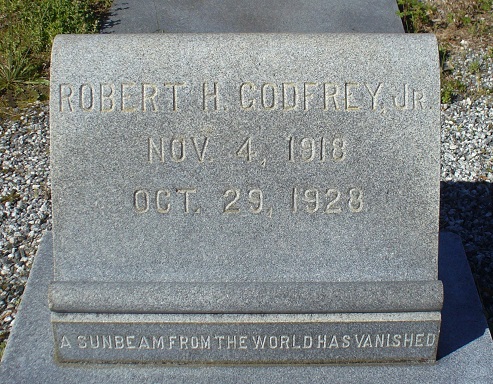 ROBERT H. GODFREY, JR.
NOV. 4, 1918
OCT. 29, 1928
A SUNBEAM FROM THE WORLD HAS VANISHED